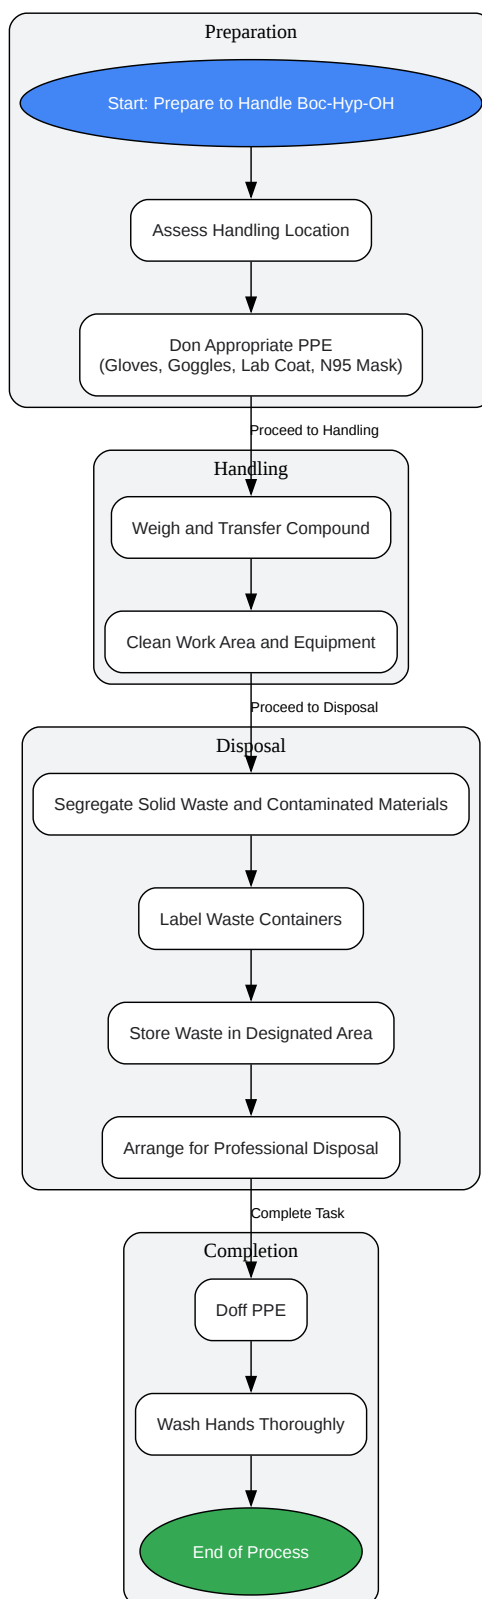 Preparation
Start: Prepare to Handle Boc-Hyp-OH
Assess Handling Location
Don Appropriate PPE
(Gloves, Goggles, Lab Coat, N95 Mask)
Proceed to Handling
Handling
Weigh and Transfer Compound
Clean Work Area and Equipment
Proceed to Disposal
Disposal
Segregate Solid Waste and Contaminated Materials
Label Waste Containers
Store Waste in Designated Area
Arrange for Professional Disposal
Complete Task
Completion
Doff PPE
Wash Hands Thoroughly
End of Process